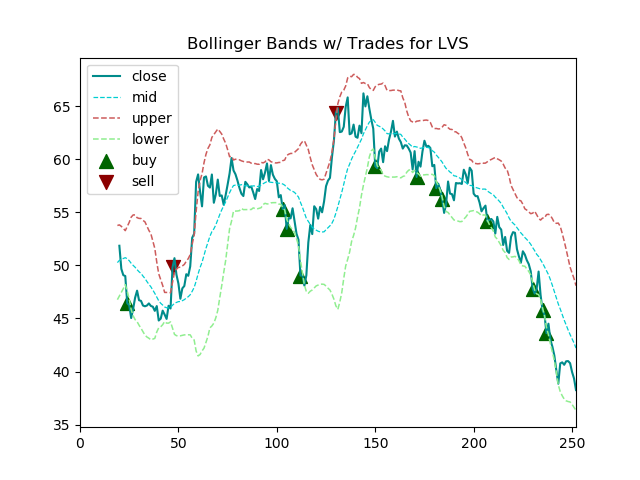 Bollinger Bands w/ Trades for LVS
close
mid
upper
lower
buy
sell
65
60
55
50
45
40
35
0 50 100 150 200 250